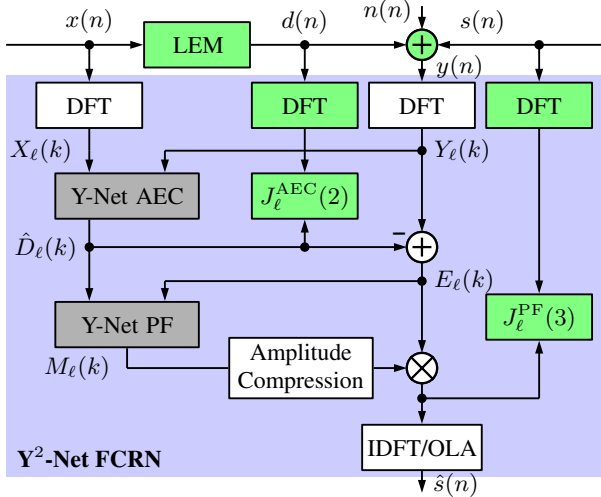 n(n)
x(n) d(n) s(n)
LEM +
y(n)
DFT DFT DFT DFT
X_ℓ(k) Y_ℓ(k)
Y-Net AEC J_ℓ^AEC(2)
−
D̂_ℓ(k) +
E_ℓ(k)
Y-Net PF J_ℓ^PF(3)
M_ℓ(k) Amplitude
Compression ×
IDFT/OLA
Y²-Net FCRN
ŝ(n)